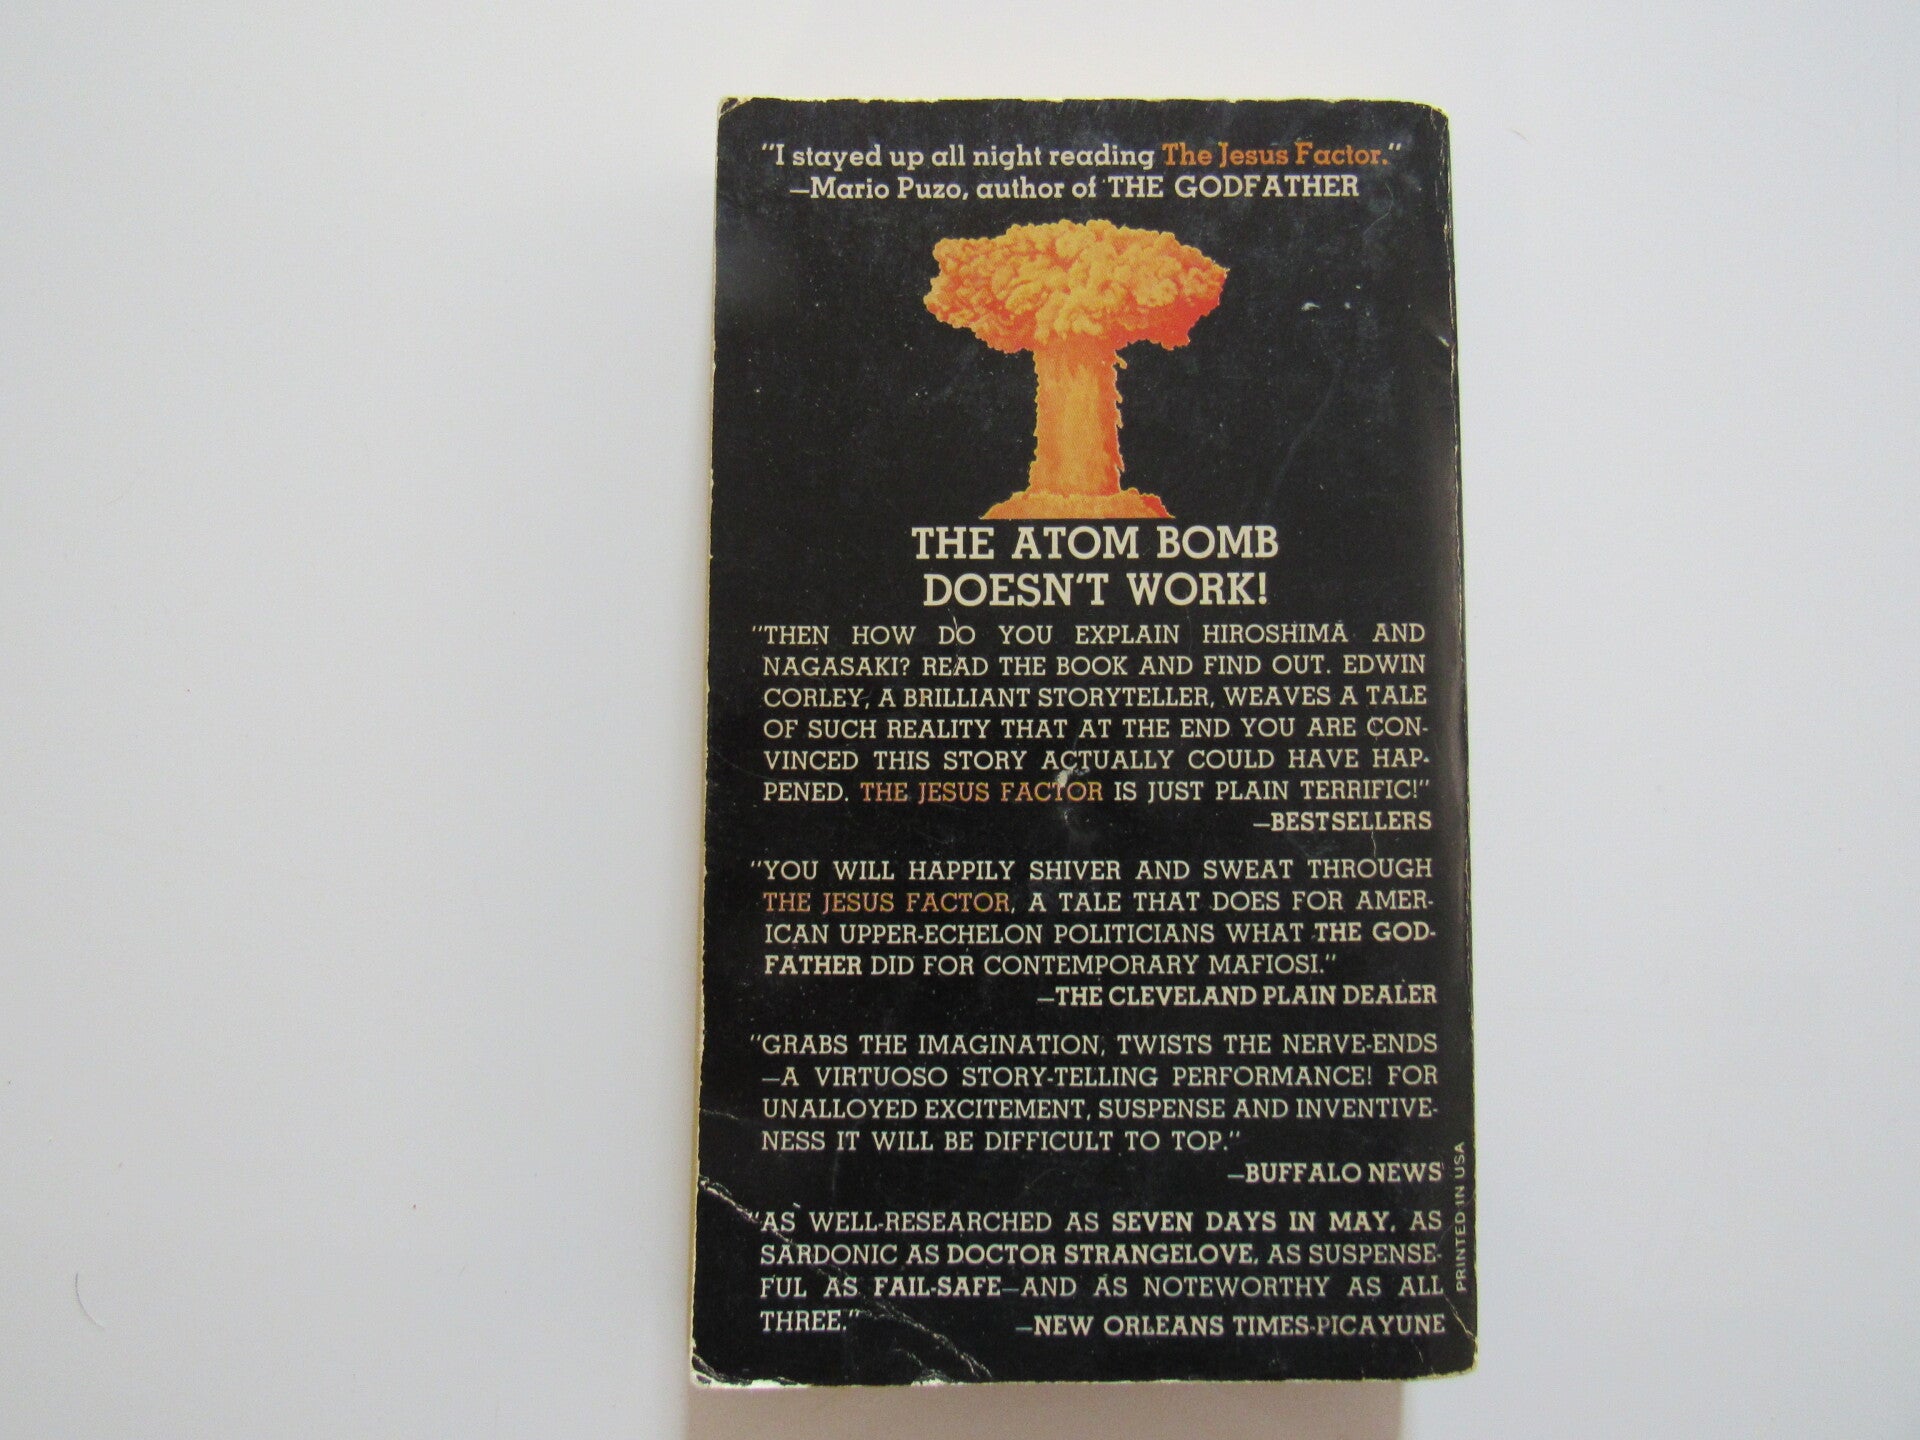 "I stayed up all night reading The Jesus Factor."
—Mario Puzo, author of THE GODFATHER
THE ATOM BOMB
DOESN'T WORK!
"THEN HOW DO YOU EXPLAIN HIROSHIMA AND
NAGASAKI? READ THE BOOK AND FIND OUT. EDWIN
CORLEY, A BRILLIANT STORYTELLER, WEAVES A TALE
OF SUCH REALITY THAT AT THE END YOU ARE CON-
VINCED THIS STORY ACTUALLY COULD HAVE HAP-
PENED. THE JESUS FACTOR IS JUST PLAIN TERRIFIC!"
—BESTSELLERS
"YOU WILL HAPPILY SHIVER AND SWEAT THROUGH
THE JESUS FACTOR, A TALE THAT DOES FOR AMER-
ICAN UPPER-ECHELON POLITICIANS WHAT THE GOD-
FATHER DID FOR CONTEMPORARY MAFIOSI."
—THE CLEVELAND PLAIN DEALER
"GRABS THE IMAGINATION, TWISTS THE NERVE-ENDS
—A VIRTUOSO STORY-TELLING PERFORMANCE! FOR
UNALLOYED EXCITEMENT, SUSPENSE AND INVENTIVE-
NESS IT WILL BE DIFFICULT TO TOP."
—BUFFALO NEWS
"AS WELL-RESEARCHED AS SEVEN DAYS IN MAY, AS
SARDONIC AS DOCTOR STRANGELOVE, AS SUSPENSE-
FUL AS FAIL-SAFE—AND AS NOTEWORTHY AS ALL
THREE."
—NEW ORLEANS TIMES-PICAYUNE
PRINTED IN USA